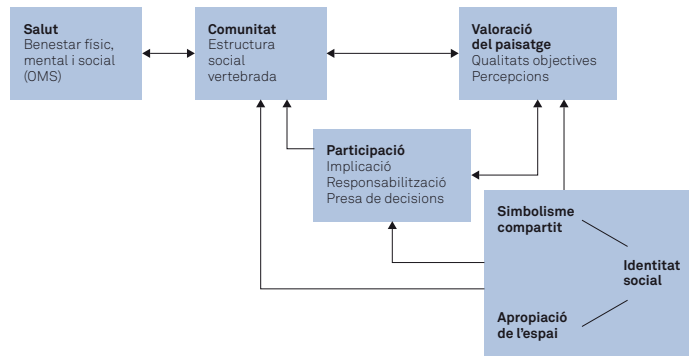 Salut
Benestar físic,
mental i social
(OMS)
Comunitat
Estructura
social
vertebrada
Valoració
del paisatge
Qualitats objectives
Percepcions
Participació
Implicació
Responsabilització
Presa de decisions
Simbolisme
compartit
Identitat
social
Apropiació
de l'espai